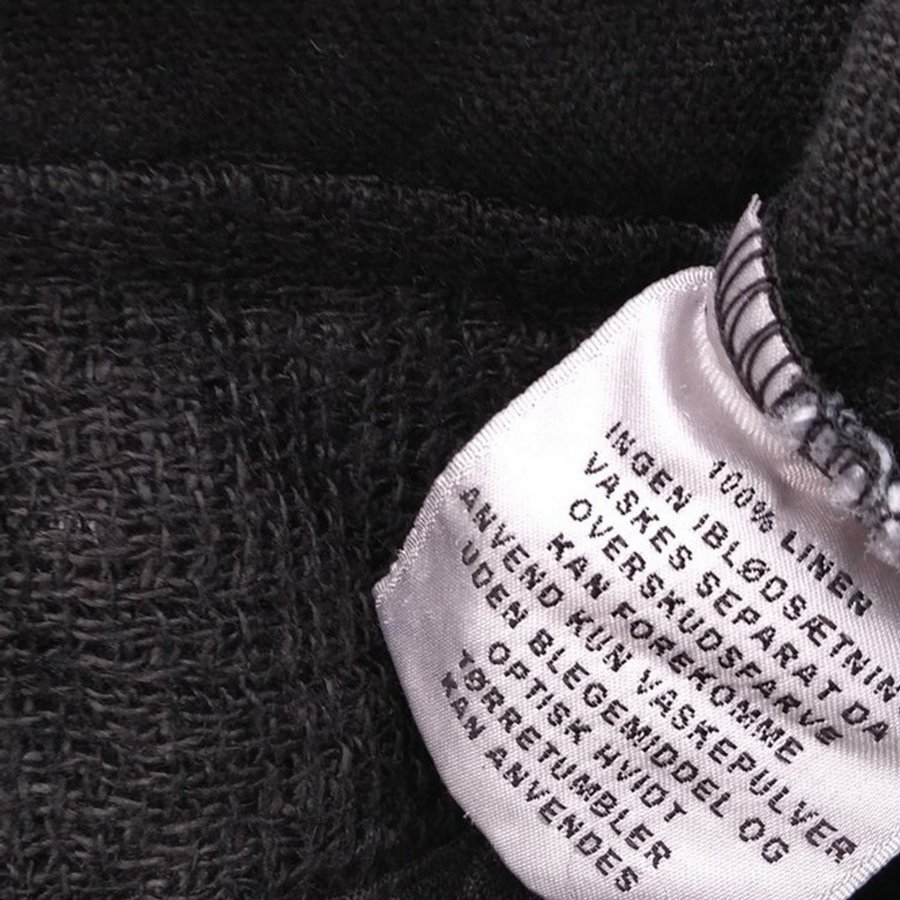 100% LINEN
INGEN IBLØDSÆTNIN
VASKES SEPARAT DA
OVERSKUDSFARVE
KAN FOREKOMME
ANVEND KUN VASKEPULVER
UDEN BLEGEMIDDEL OG
OPTISK HVIDT
TØRRETUMBLER
KAN ANVENDES